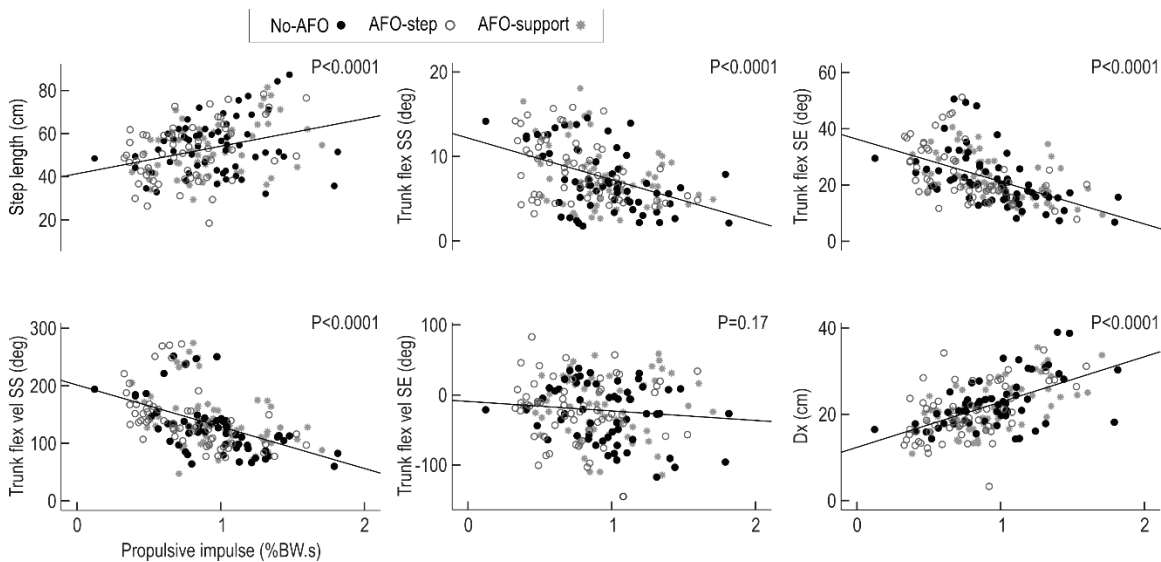 No-AFO AFO-step AFO-support
P<0.0001
80
60
40
20
Step length (cm)
P<0.0001
20
10
0
Trunk flex SS (deg)
P<0.0001
60
40
20
0
Trunk flex SE (deg)
P<0.0001
300
200
100
0
Trunk flex vel SS (deg)
0 1 2
Propulsive impulse (%BW.s)
P=0.17
100
0
-100
Trunk flex vel SE (deg)
0 1 2
P<0.0001
40
20
0
Dx (cm)
0 1 2